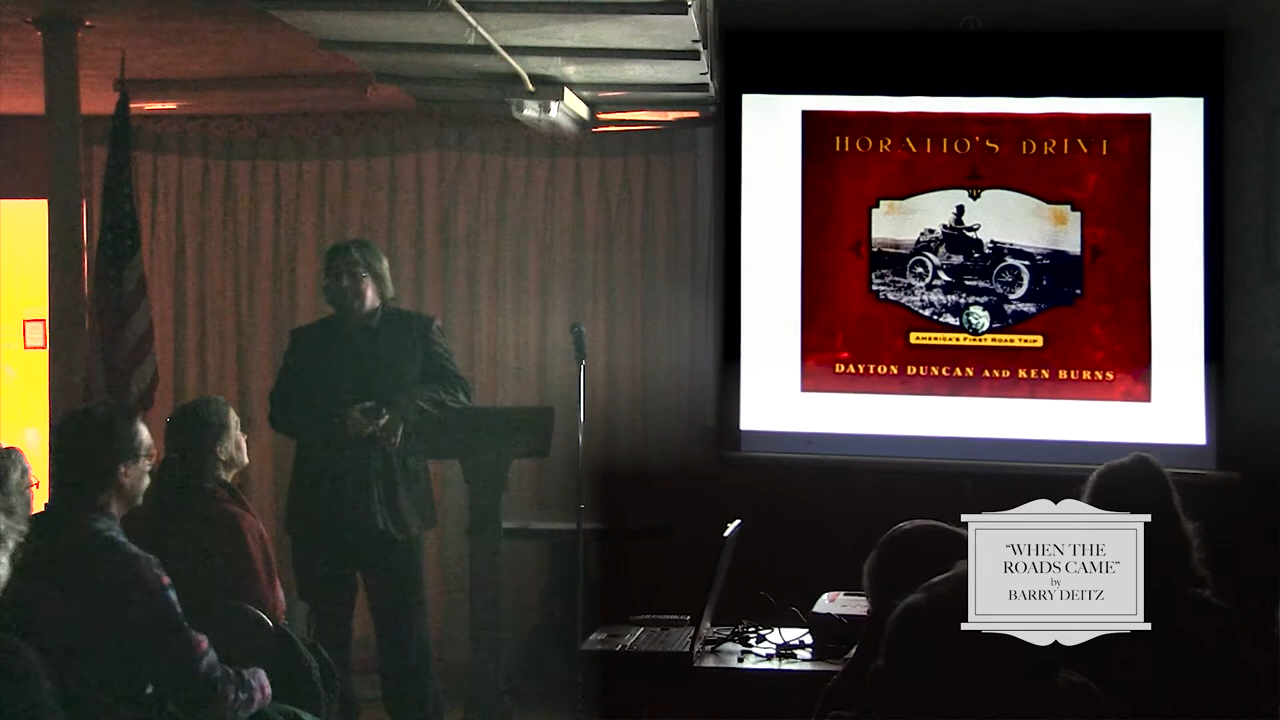 HORATIO'S DRIVE
AMERICA'S FIRST ROAD TRIP
DAYTON DUNCAN AND KEN BURNS
"WHEN THE
ROADS CAME"
by
BARRY DEITZ